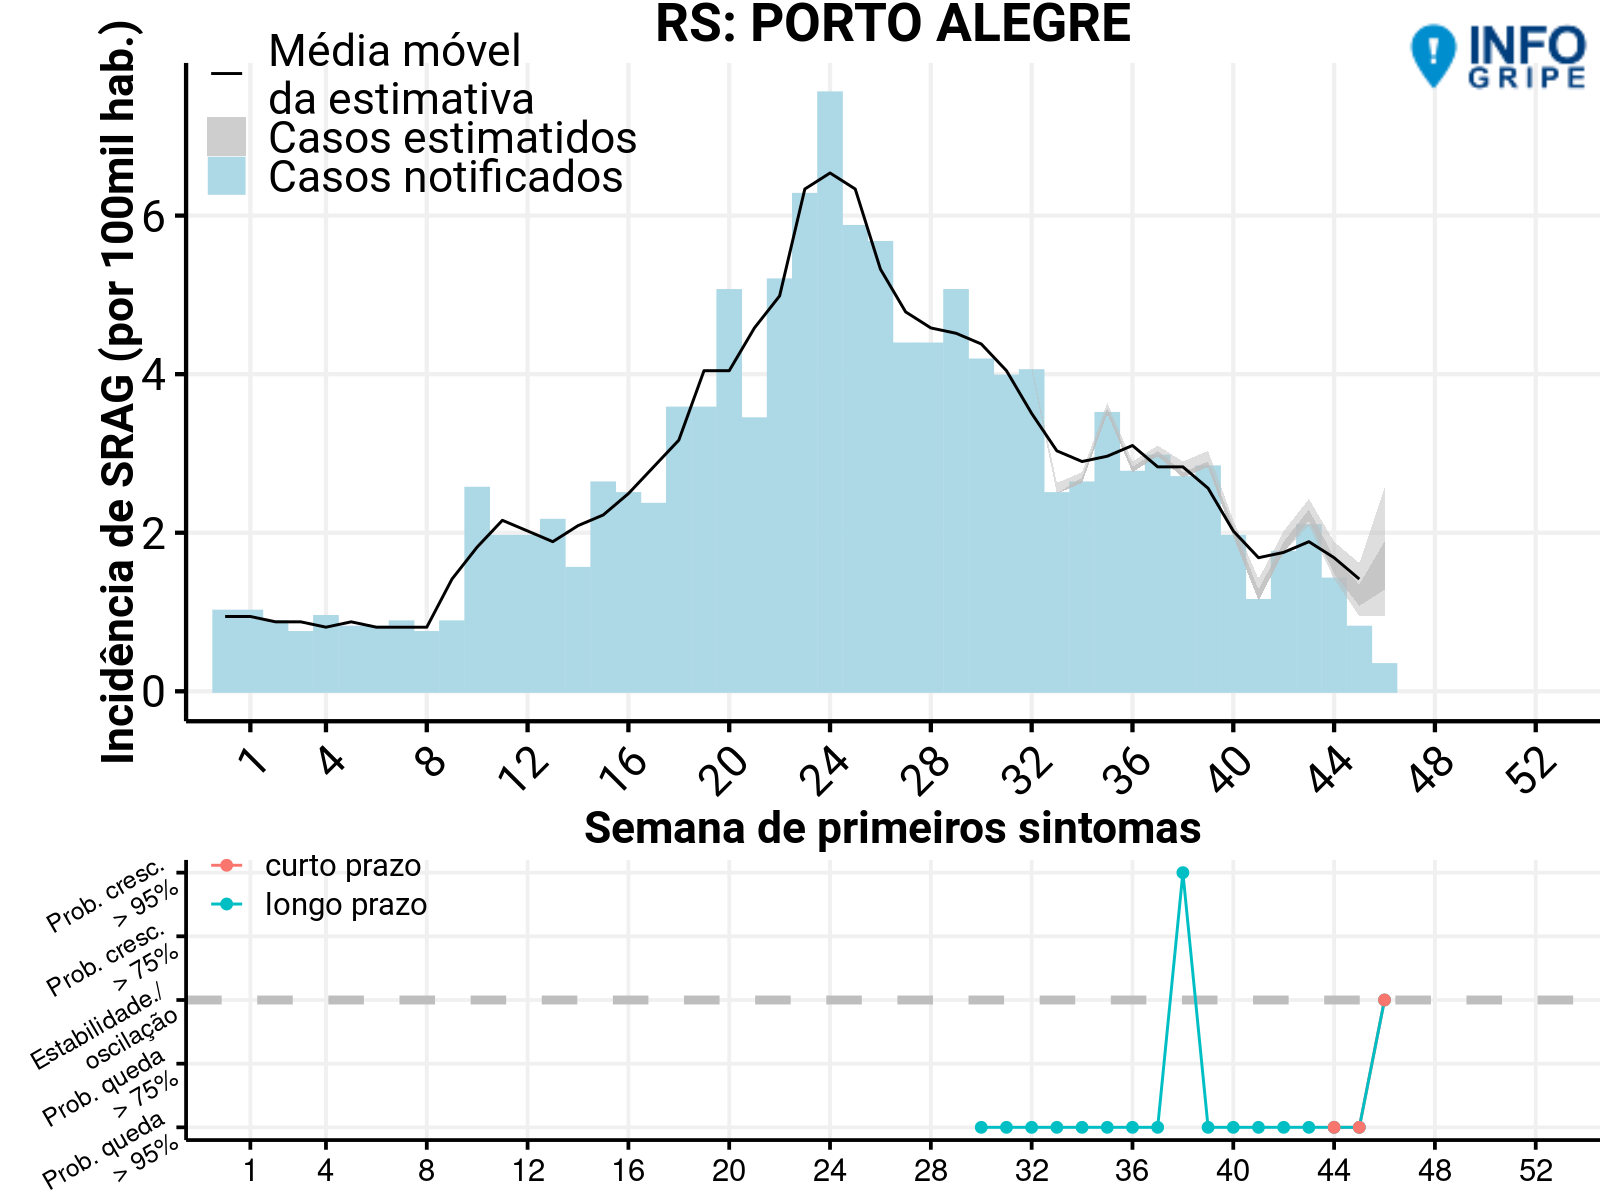 RS: PORTO ALEGRE
INFO
GRIPE
Média móvel
da estimativa
Casos estimatidos
Casos notificados
Incidência de SRAG (por 100mil hab.)
6
4
2
0
1 4 8 12 16 20 24 28 32 36 40 44 48 52
Semana de primeiros sintomas
curto prazo
longo prazo
Prob. cresc.
> 95%
Prob. cresc.
> 75%
Estabilidade./
oscilação
Prob. queda
> 75%
Prob. queda
> 95%
1 4 8 12 16 20 24 28 32 36 40 44 48 52